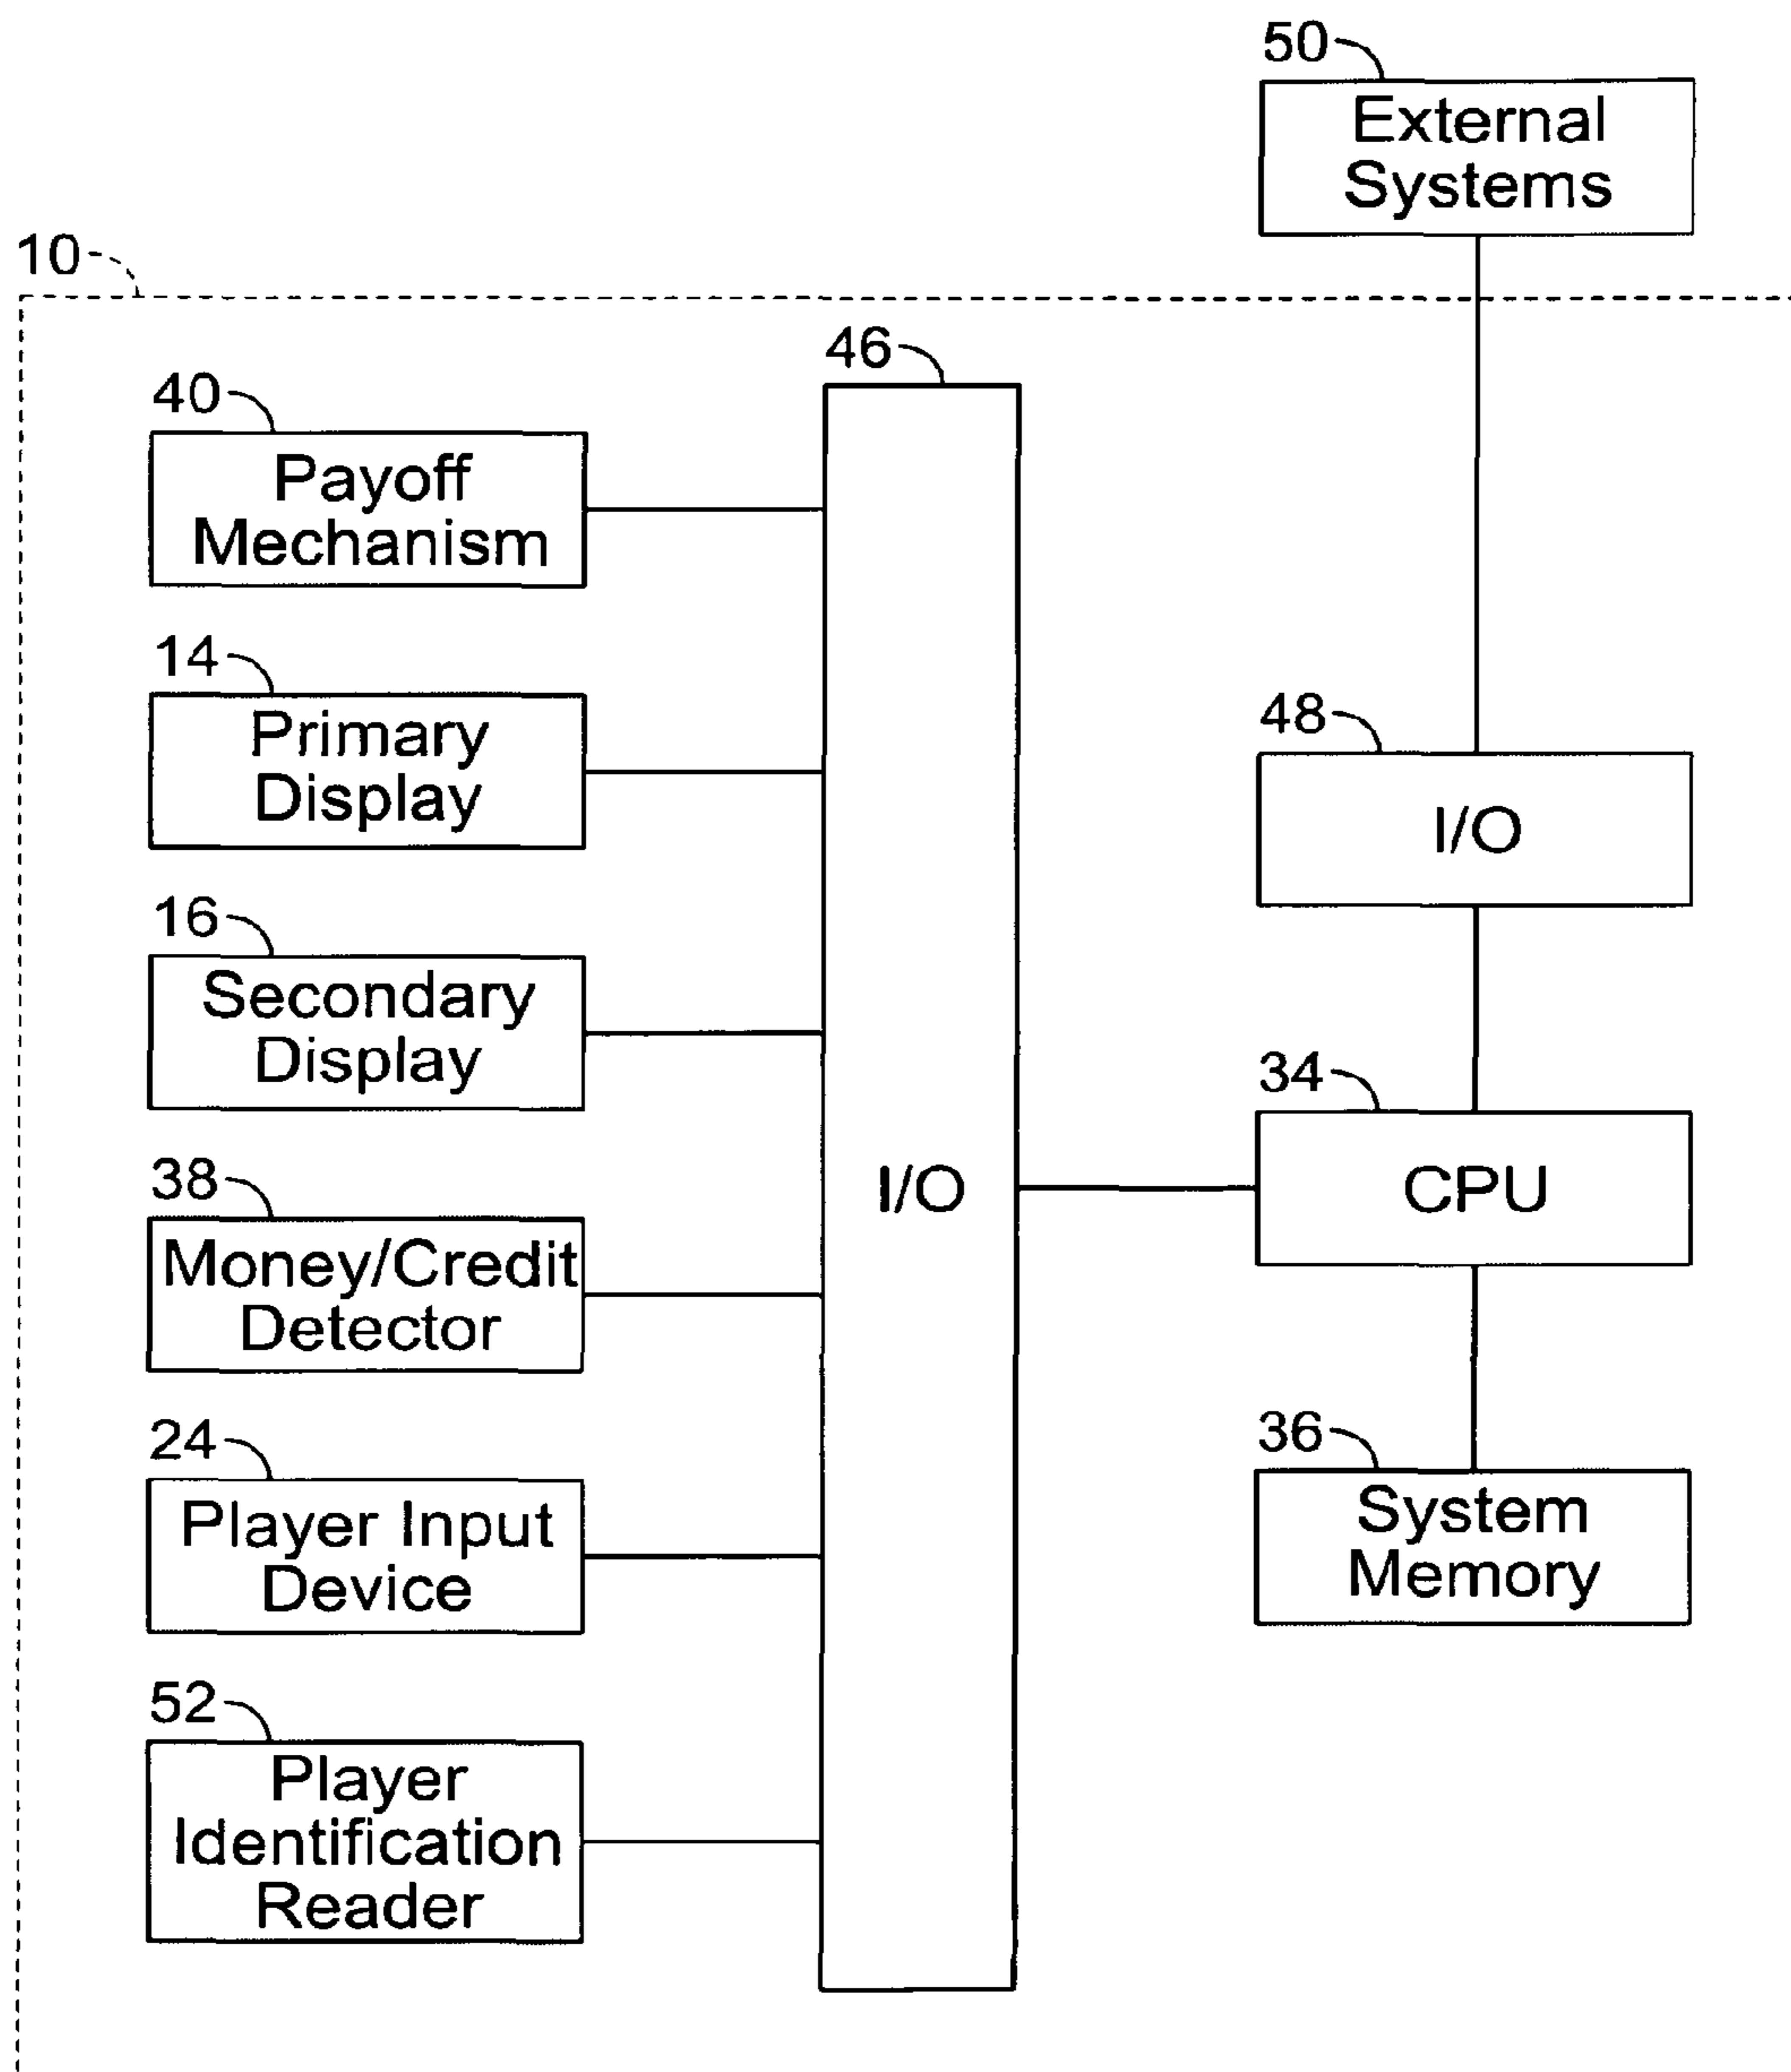 50
External
Systems
10
46
40
Payoff
Mechanism
14
Primary
Display
48
I/O
16
Secondary
Display
34
CPU
38
Money/Credit
Detector
I/O
24
Player Input
Device
36
System
Memory
52
Player
Identification
Reader